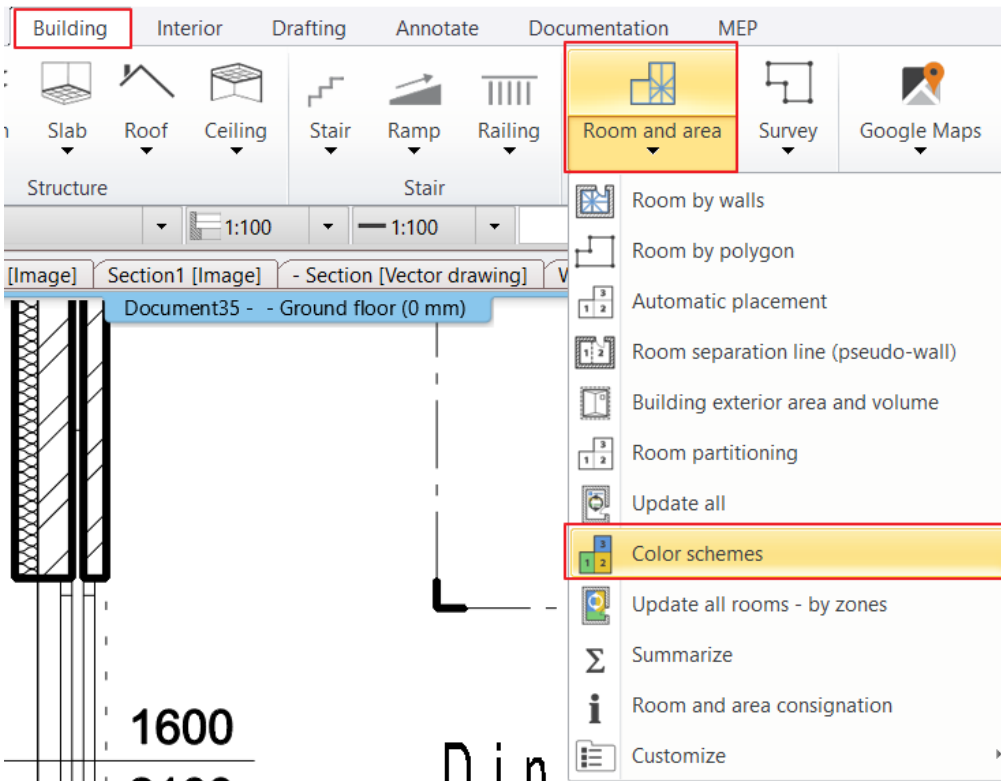 Building Interior Drafting Annotate Documentation MEP
Slab Roof Ceiling Stair Ramp Railing Room and area Survey Google Maps
Structure Stair
1:100 1:100
[Image] Section1 [Image] - Section [Vector drawing]
Document35 - - Ground floor (0 mm)
Room by walls
Room by polygon
Automatic placement
Room separation line (pseudo-wall)
Building exterior area and volume
Room partitioning
Update all
Color schemes
Update all rooms - by zones
Summarize
Room and area consignation
Customize
1600
Din